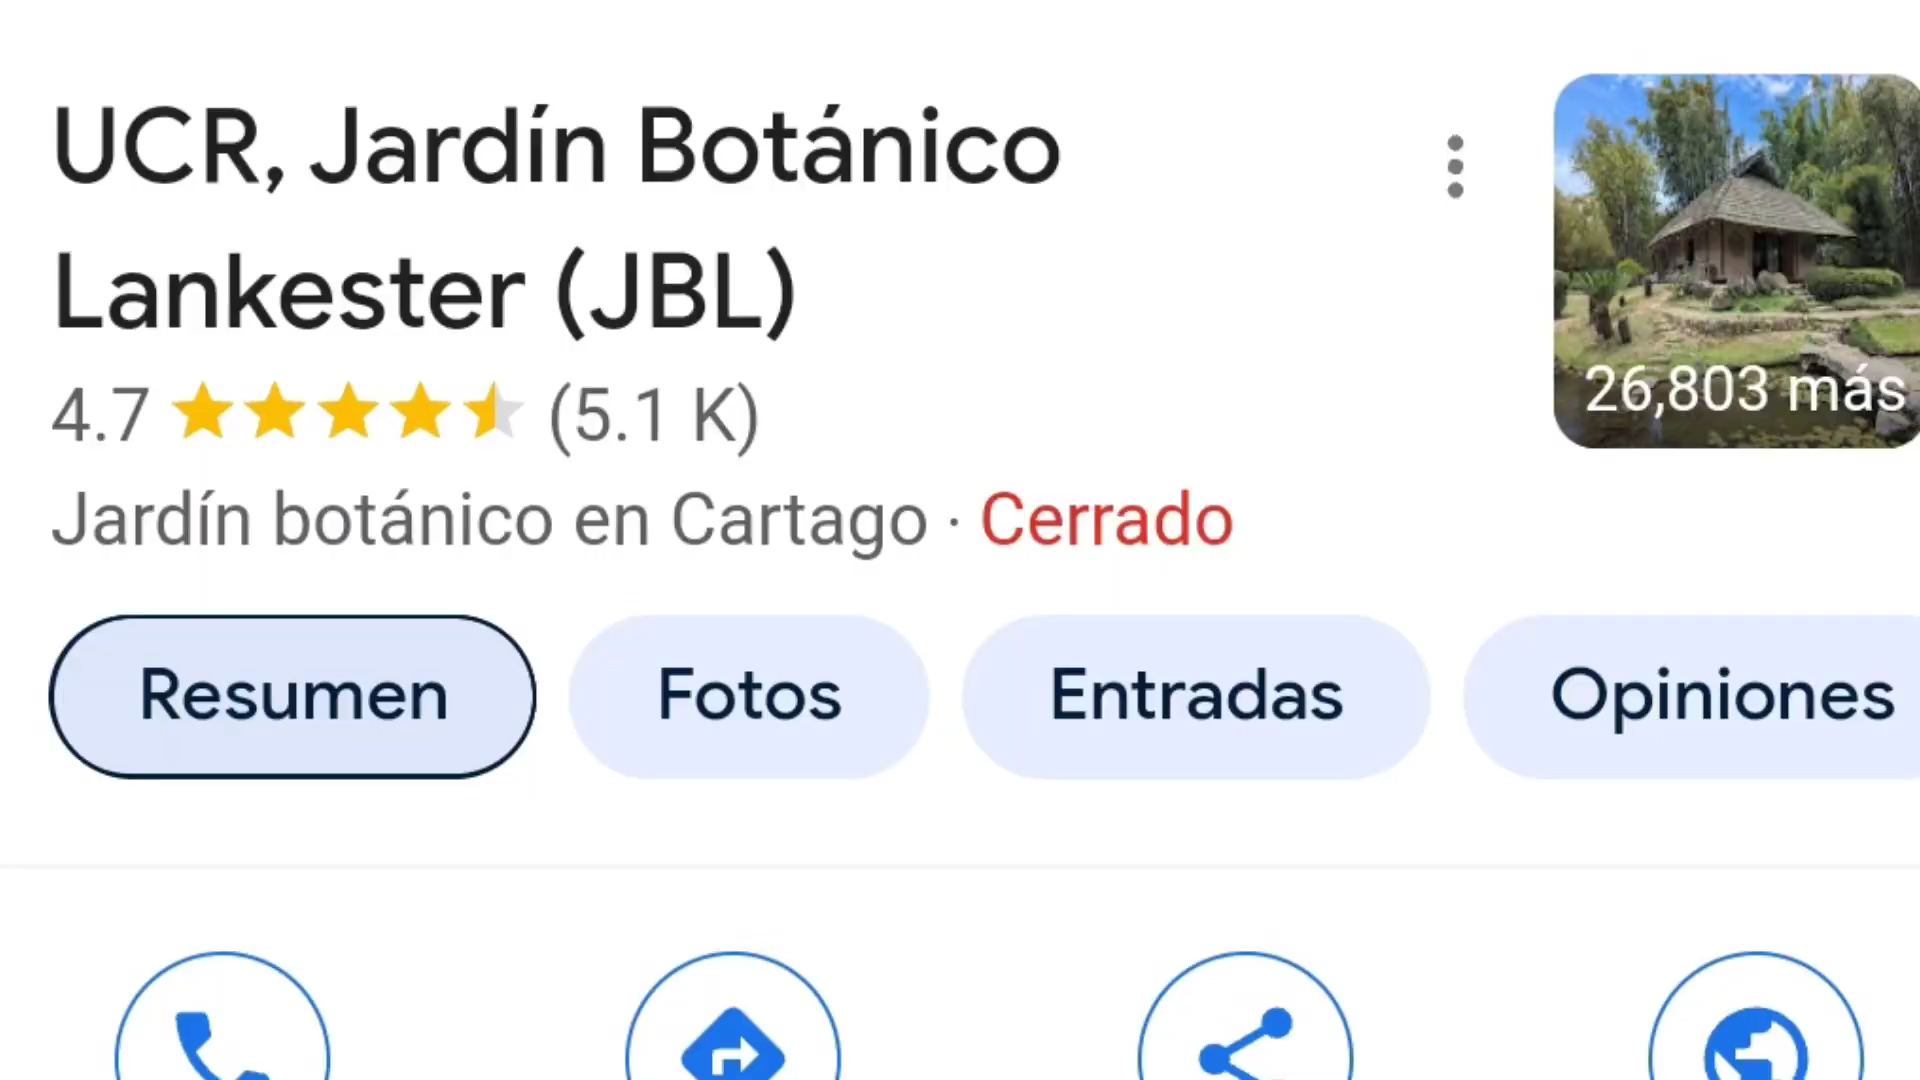 UCR, Jardín Botánico
Lankester (JBL)
4.7 (5.1 K)
Jardín botánico en Cartago · Cerrado
26,803 más
Resumen
Fotos
Entradas
Opiniones